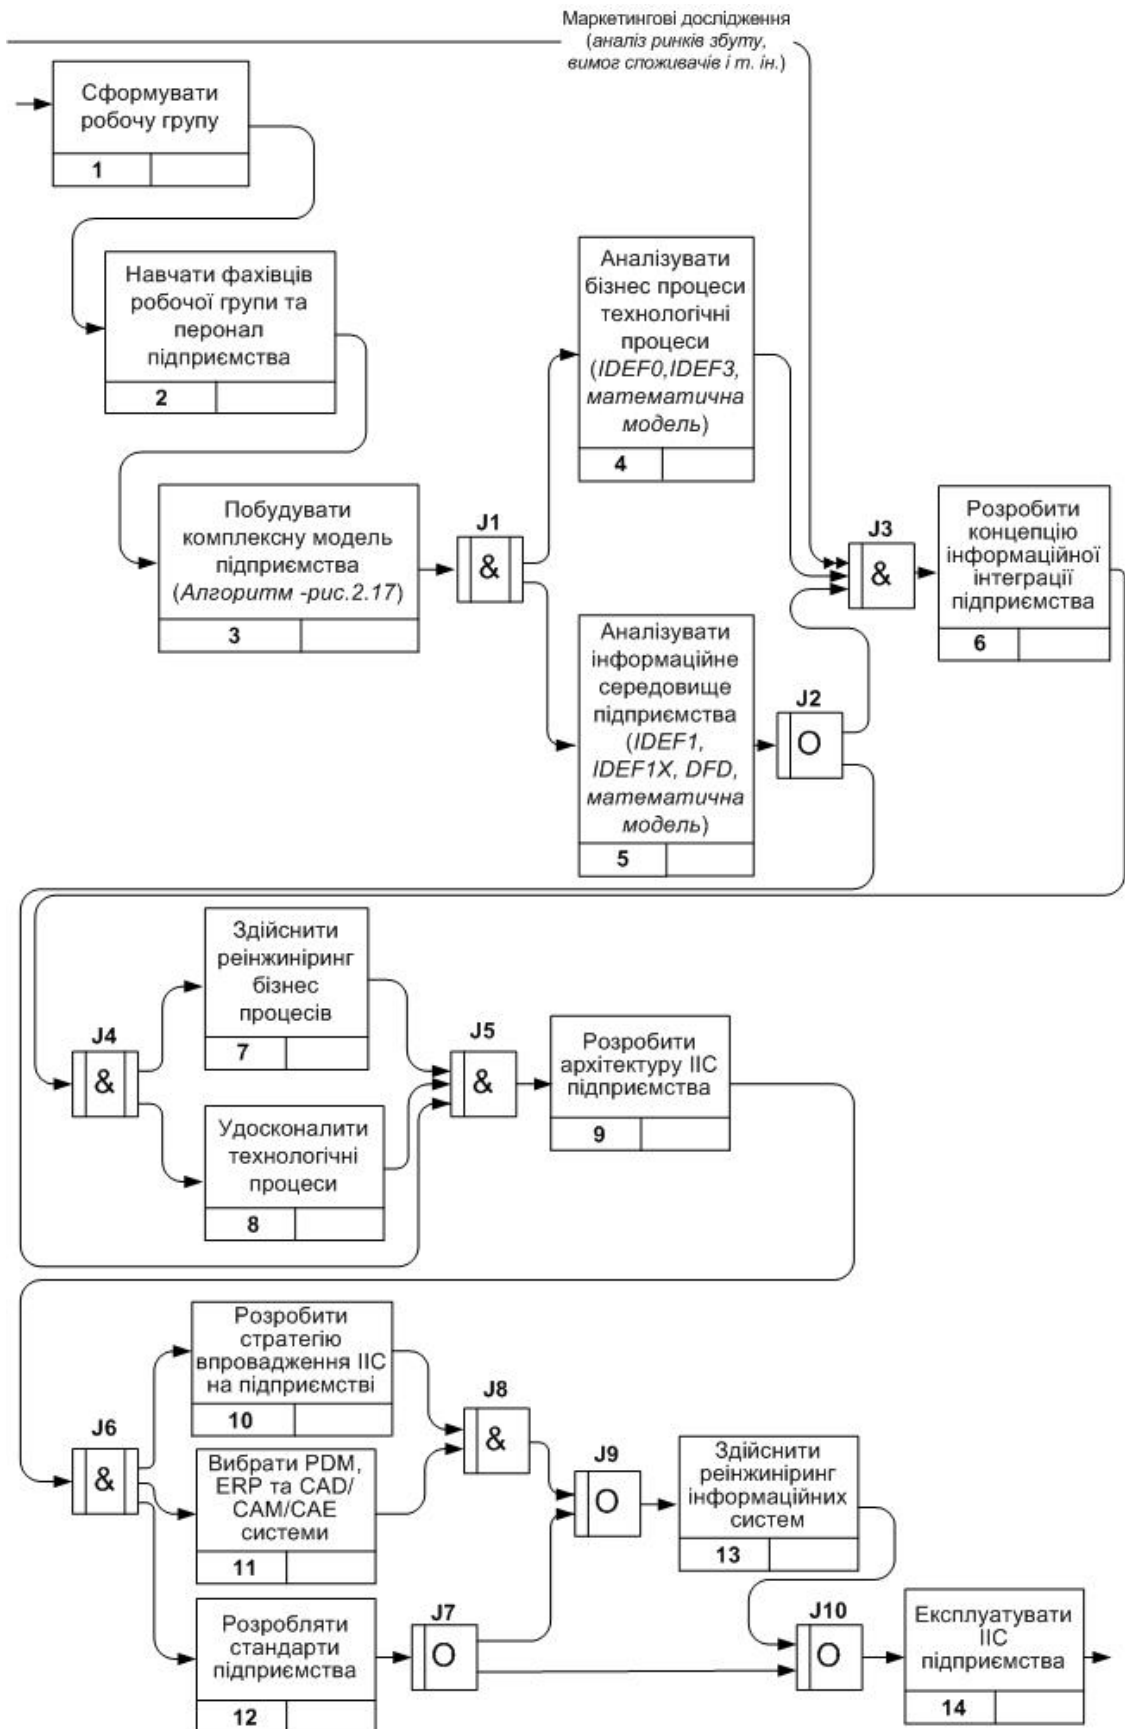 Маркетингові дослідження
(аналіз ринків збуту,
вимог споживачів і т. ін.)
Сформувати
робочу групу
1
Навчати фахівців
робочої групи та
перонал
підприємства
2
Побудувати
комплексну модель
підприємства
(Алгоритм -рис.2.17)
3
J1
&
Аналізувати
бізнес процеси
технологічні
процеси
(IDEF0,IDEF3,
математична
модель)
4
Аналізувати
інформаційне
середовище
підприємства
(IDEF1,
IDEF1X, DFD,
математична
модель)
5
J2
O
J3
&
Розробити
концепцію
інформаційної
інтеграції
підприємства
6
J4
&
Здійснити
реінжиніринг
бізнес
процесів
7
Удосконалити
технологічні
процеси
8
J5
&
Розробити
архітектуру ІІС
підприємства
9
J6
&
Розробити
стратегію
впровадження ІІС
на підприємстві
10
Вибрати PDM,
ERP та CAD/
CAM/CAE
системи
11
Розробляти
стандарти
підприємства
12
J7
O
J8
&
J9
O
Здійснити
реінжиніринг
інформаційних
систем
13
J10
O
Експлуатувати
ІІС
підприємства
14